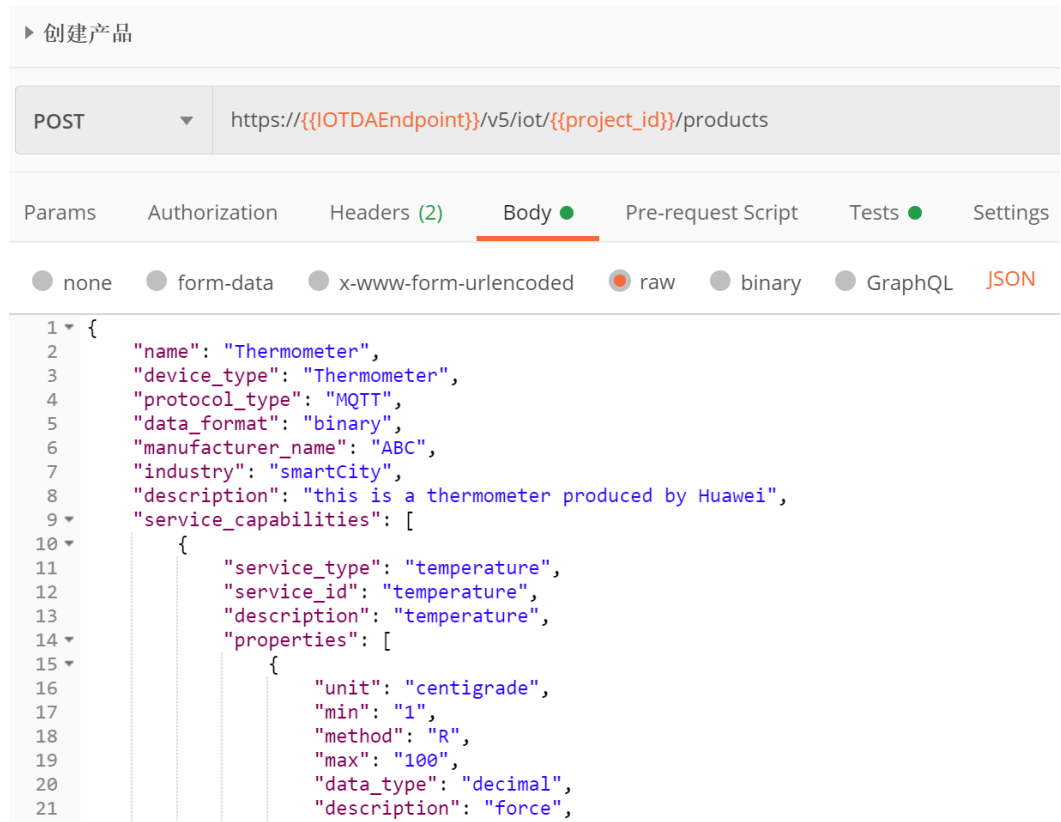 创建产品
POST https://{{IOTDAEndpoint}}/v5/iot/{{project_id}}/products
Params Authorization Headers (2) Body Pre-request Script Tests Settings
none form-data x-www-form-urlencoded raw binary GraphQL JSON
1 {
2 "name": "Thermometer",
3 "device_type": "Thermometer",
4 "protocol_type": "MQTT",
5 "data_format": "binary",
6 "manufacturer_name": "ABC",
7 "industry": "smartCity",
8 "description": "this is a thermometer produced by Huawei",
9 "service_capabilities": [
10 {
11 "service_type": "temperature",
12 "service_id": "temperature",
13 "description": "temperature",
14 "properties": [
15 {
16 "unit": "centigrade",
17 "min": "1",
18 "method": "R",
19 "max": "100",
20 "data_type": "decimal",
21 "description": "force",